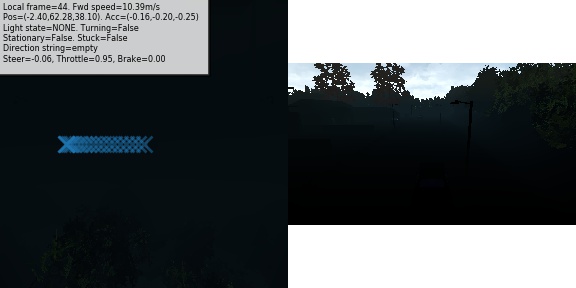 Local frame=44. Fwd speed=10.39m/s
Pos=(-2.40,62.28,38.10). Acc=(-0.16,-0.20,-0.25)
Light state=NONE. Turning=False
Stationary=False. Stuck=False
Direction string=empty
Steer=-0.06, Throttle=0.95, Brake=0.00